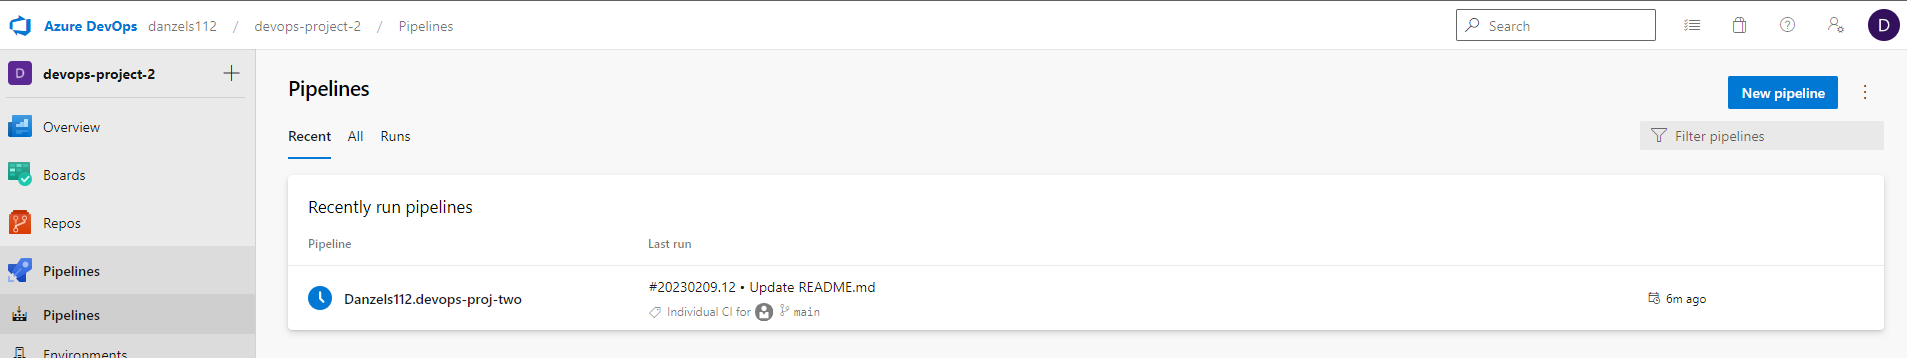 Azure DevOps danzels112 / devops-project-2 / Pipelines
Search
D
D devops-project-2
Overview
Boards
Repos
Pipelines
Pipelines
Environments
Pipelines
New pipeline
Recent All Runs
Filter pipelines
Recently run pipelines
Pipeline Last run
Danzels112.devops-proj-two
#20230209.12 • Update README.md
Individual CI for main
6m ago